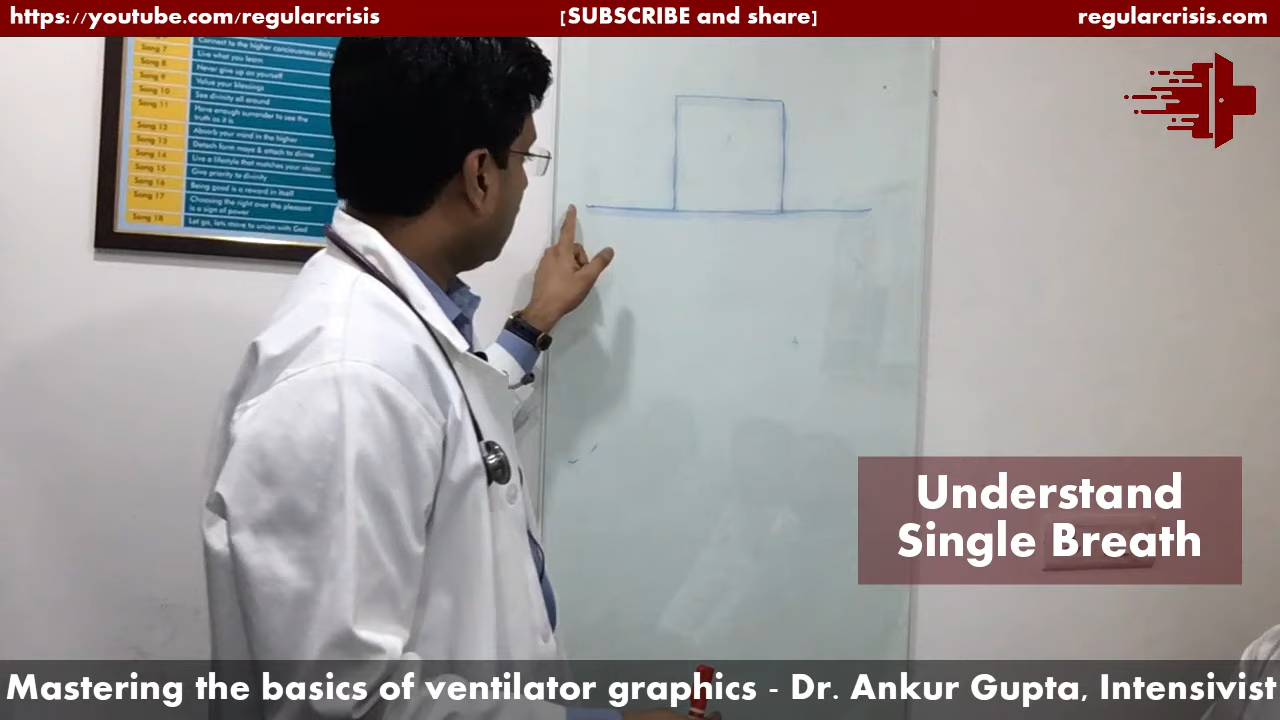 https://youtube.com/regularcrisis
[SUBSCRIBE and share]
regularcrisis.com
Song 7
Connect to the higher conciousness daily
Song 8
Live what you learn
Song 9
Never give up on yourself
Song 10
Value your blessings
Song 11
See divinity all around
Have enough surrender to see the
truth as it is
Song 12
Absorb your mind in the higher
Song 13
Detach form maya & attach to divine
Song 14
Live a lifestyle that matches your vision
Song 15
Give priority to divinity
Song 16
Being good is a reward in itself
Song 17
Choosing the right over the pleasant
is a sign of power
Song 18
Let go, lets move to union with God
Understand
Single Breath
Mastering the basics of ventilator graphics - Dr. Ankur Gupta, Intensivist